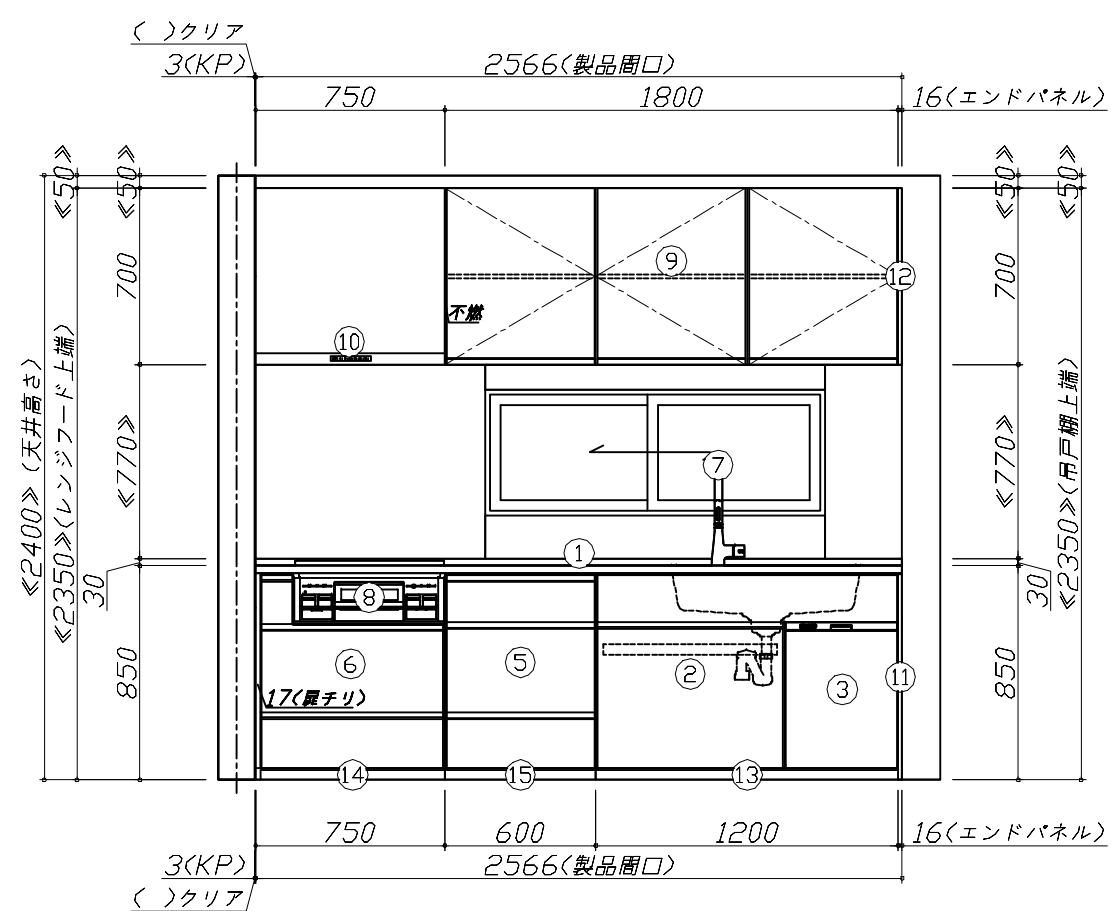 ( )クリア
3(KP)
2566(製品間口)
750
1800
16(エンドパネル)
≪50≫
≪50≫
≪50≫
≪50≫
700
700
9
12
不燃
10
≪2400≫(天井高さ)
≪2350≫(レンジフード上端)
≪770≫
≪770≫
≪2350≫(吊戸棚上端)
7
1
30
30
8
850
6
5
2
3
11
850
17(扉チリ)
14
15
13
750
600
1200
16(エンドパネル)
3(KP)
2566(製品間口)
( )クリア